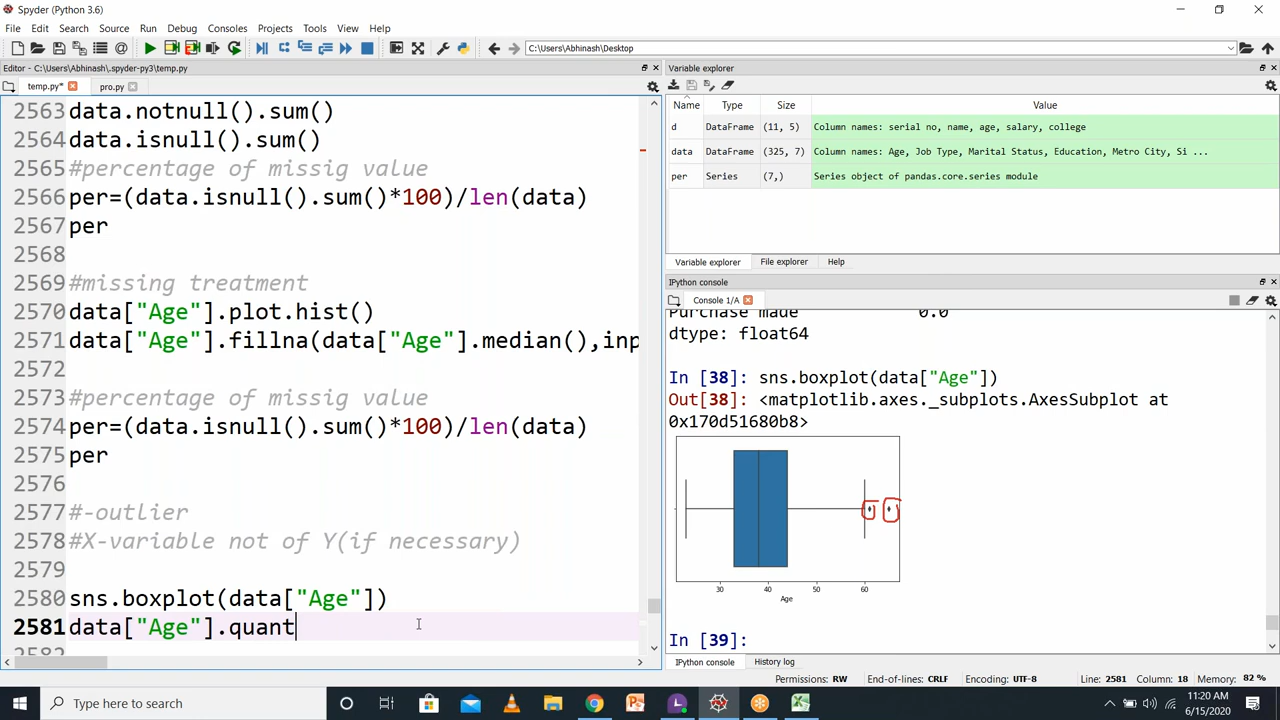 Spyder (Python 3.6)
File Edit Search Source Run Debug Consoles Projects Tools View Help
C:\Users\Abhinash\Desktop
Editor - C:\Users\Abhinash\.spyder-py3\temp.py
temp.py* pro.py
2563 data.notnull().sum()
2564 data.isnull().sum()
2565 #percentage of missig value
2566 per=(data.isnull().sum()*100)/len(data)
2567 per
2568
2569 #missing treatment
2570 data["Age"].plot.hist()
2571 data["Age"].fillna(data["Age"].median(),inp
2572
2573 #percentage of missig value
2574 per=(data.isnull().sum()*100)/len(data)
2575 per
2576
2577 #-outlier
2578 #X-variable not of Y(if necessary)
2579
2580 sns.boxplot(data["Age"])
2581 data["Age"].quant
2582
Variable explorer
Name Type Size Value
d DataFrame (11, 5) Column names: serial no, name, age, salary, college
data DataFrame (325, 7) Column names: Age, Job Type, Marital Status, Education, Metro City, Si ...
per Series (7,) Series object of pandas.core.series module
Variable explorer File explorer Help
IPython console
Console 1/A
Purchase made 0.0
dtype: float64
In [38]: sns.boxplot(data["Age"])
Out[38]: <matplotlib.axes._subplots.AxesSubplot at
0x170d51680b8>
30 40 50 60
Age
In [39]:
IPython console History log
Permissions: RW End-of-lines: CRLF Encoding: UTF-8 Line: 2581 Column: 18 Memory: 82 %
Type here to search
11:20 AM
6/15/2020